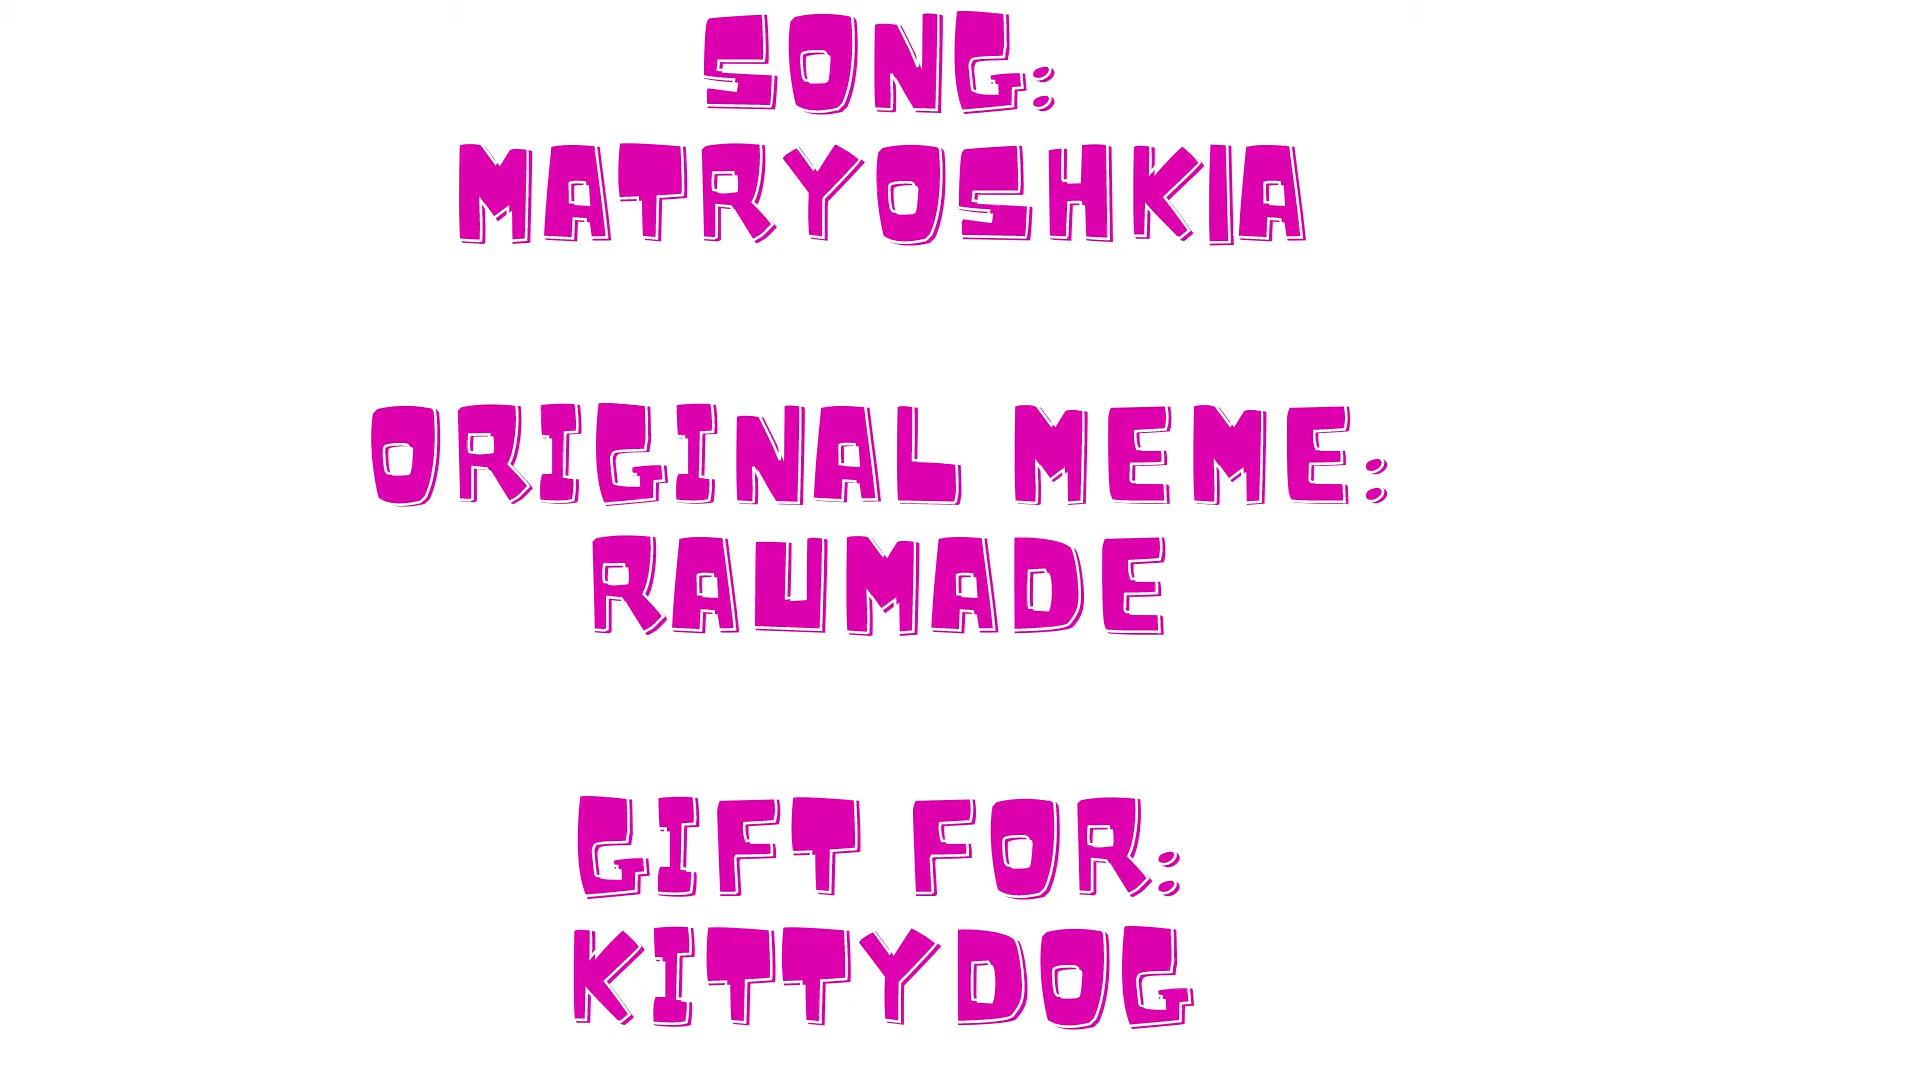 SONG:
MATRYOSHKIA
ORIGINAL MEME:
RAUMADE
GIFT FOR:
KITTYDOG